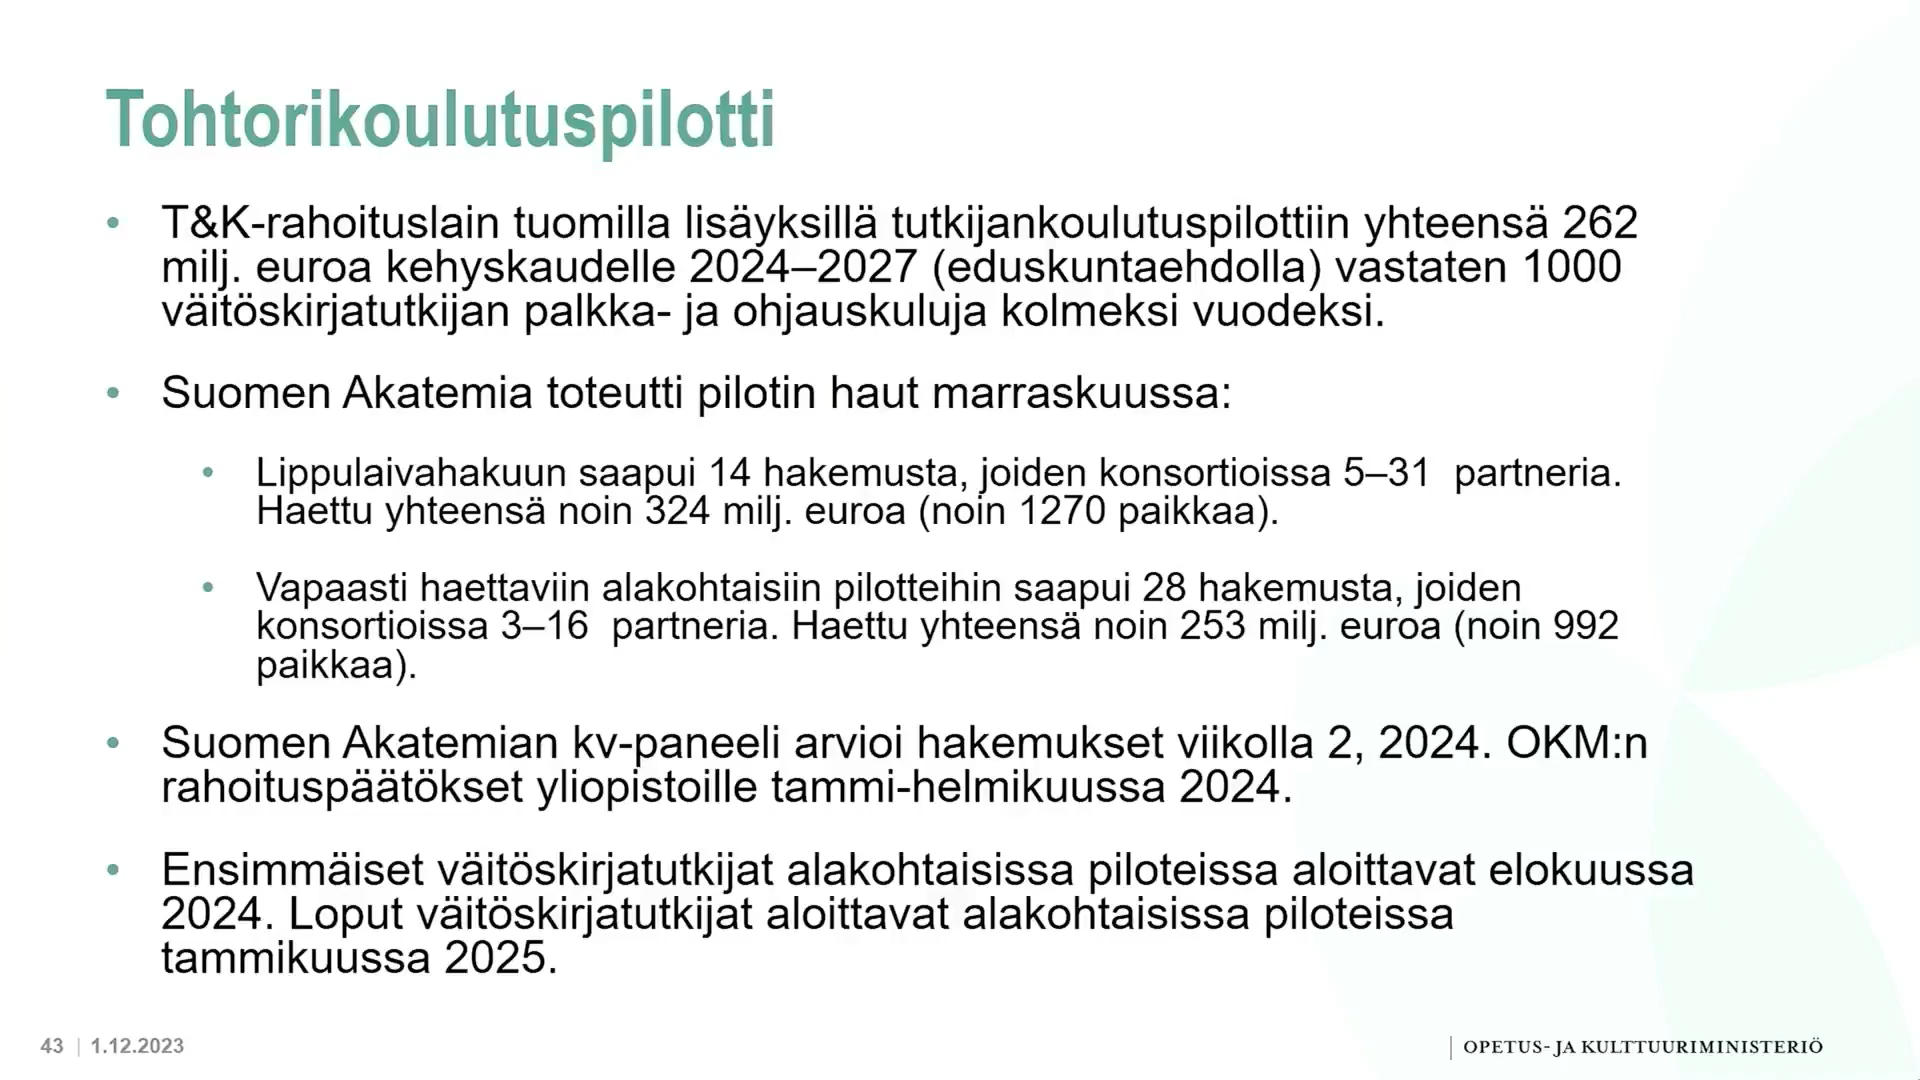 Tohtorikoulutuspilotti
• T&K-rahoituslain tuomilla lisäyksillä tutkijankoulutuspilottiin yhteensä 262
milj. euroa kehyskaudelle 2024–2027 (eduskuntaehdolla) vastaten 1000
väitöskirjatutkijan palkka- ja ohjauskuluja kolmeksi vuodeksi.
• Suomen Akatemia toteutti pilotin haut marraskuussa:
• Lippulaivahakuun saapui 14 hakemusta, joiden konsortioissa 5–31 partneria.
Haettu yhteensä noin 324 milj. euroa (noin 1270 paikkaa).
• Vapaasti haettaviin alakohtaisiin pilotteihin saapui 28 hakemusta, joiden
konsortioissa 3–16 partneria. Haettu yhteensä noin 253 milj. euroa (noin 992
paikkaa).
• Suomen Akatemian kv-paneeli arvioi hakemukset viikolla 2, 2024. OKM:n
rahoituspäätökset yliopistoille tammi-helmikuussa 2024.
• Ensimmäiset väitöskirjatutkijat alakohtaisissa piloteissa aloittavat elokuussa
2024. Loput väitöskirjatutkijat aloittavat alakohtaisissa piloteissa
tammikuussa 2025.
43 | 1.12.2023
OPETUS- JA KULTTUURIMINISTERIÖ